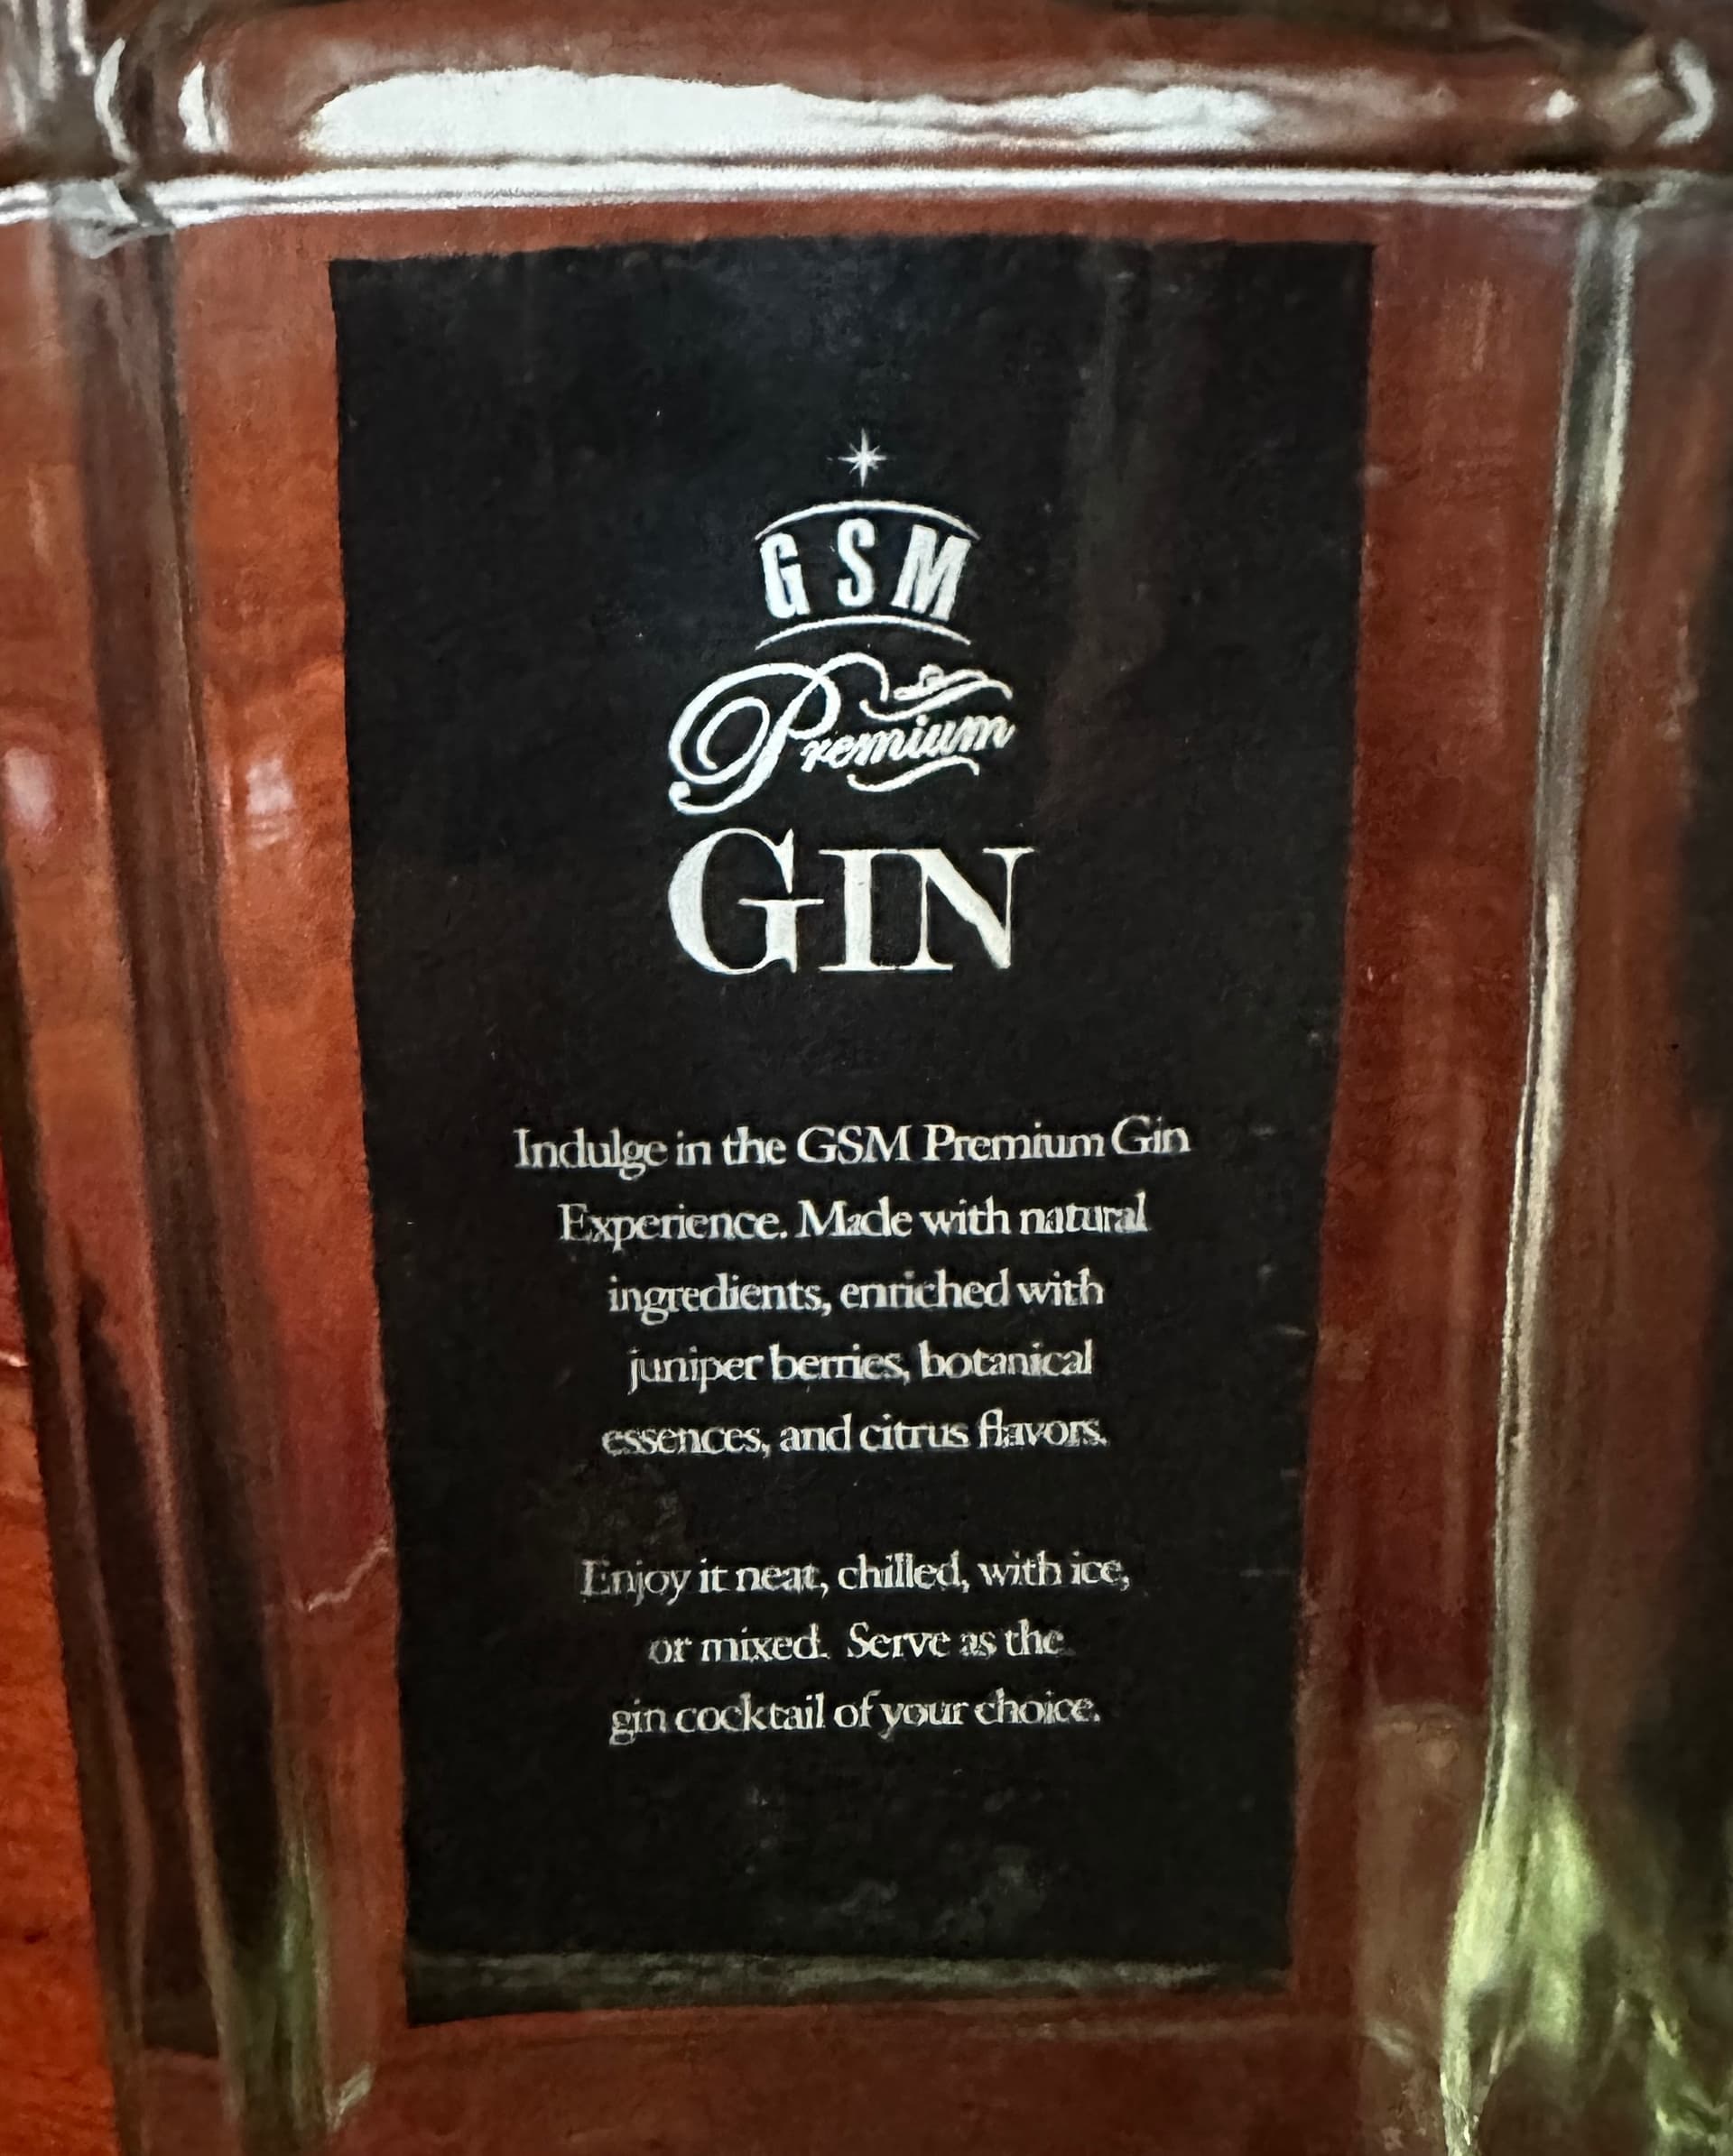 GSM
Premium
GIN
Indulge in the GSM Premium Gin
Experience. Made with natural
ingredients, enriched with
juniper berries, botanical
essences, and citrus flavors.
Enjoy it neat, chilled, with ice,
or mixed. Serve as the
gin cocktail of your choice.